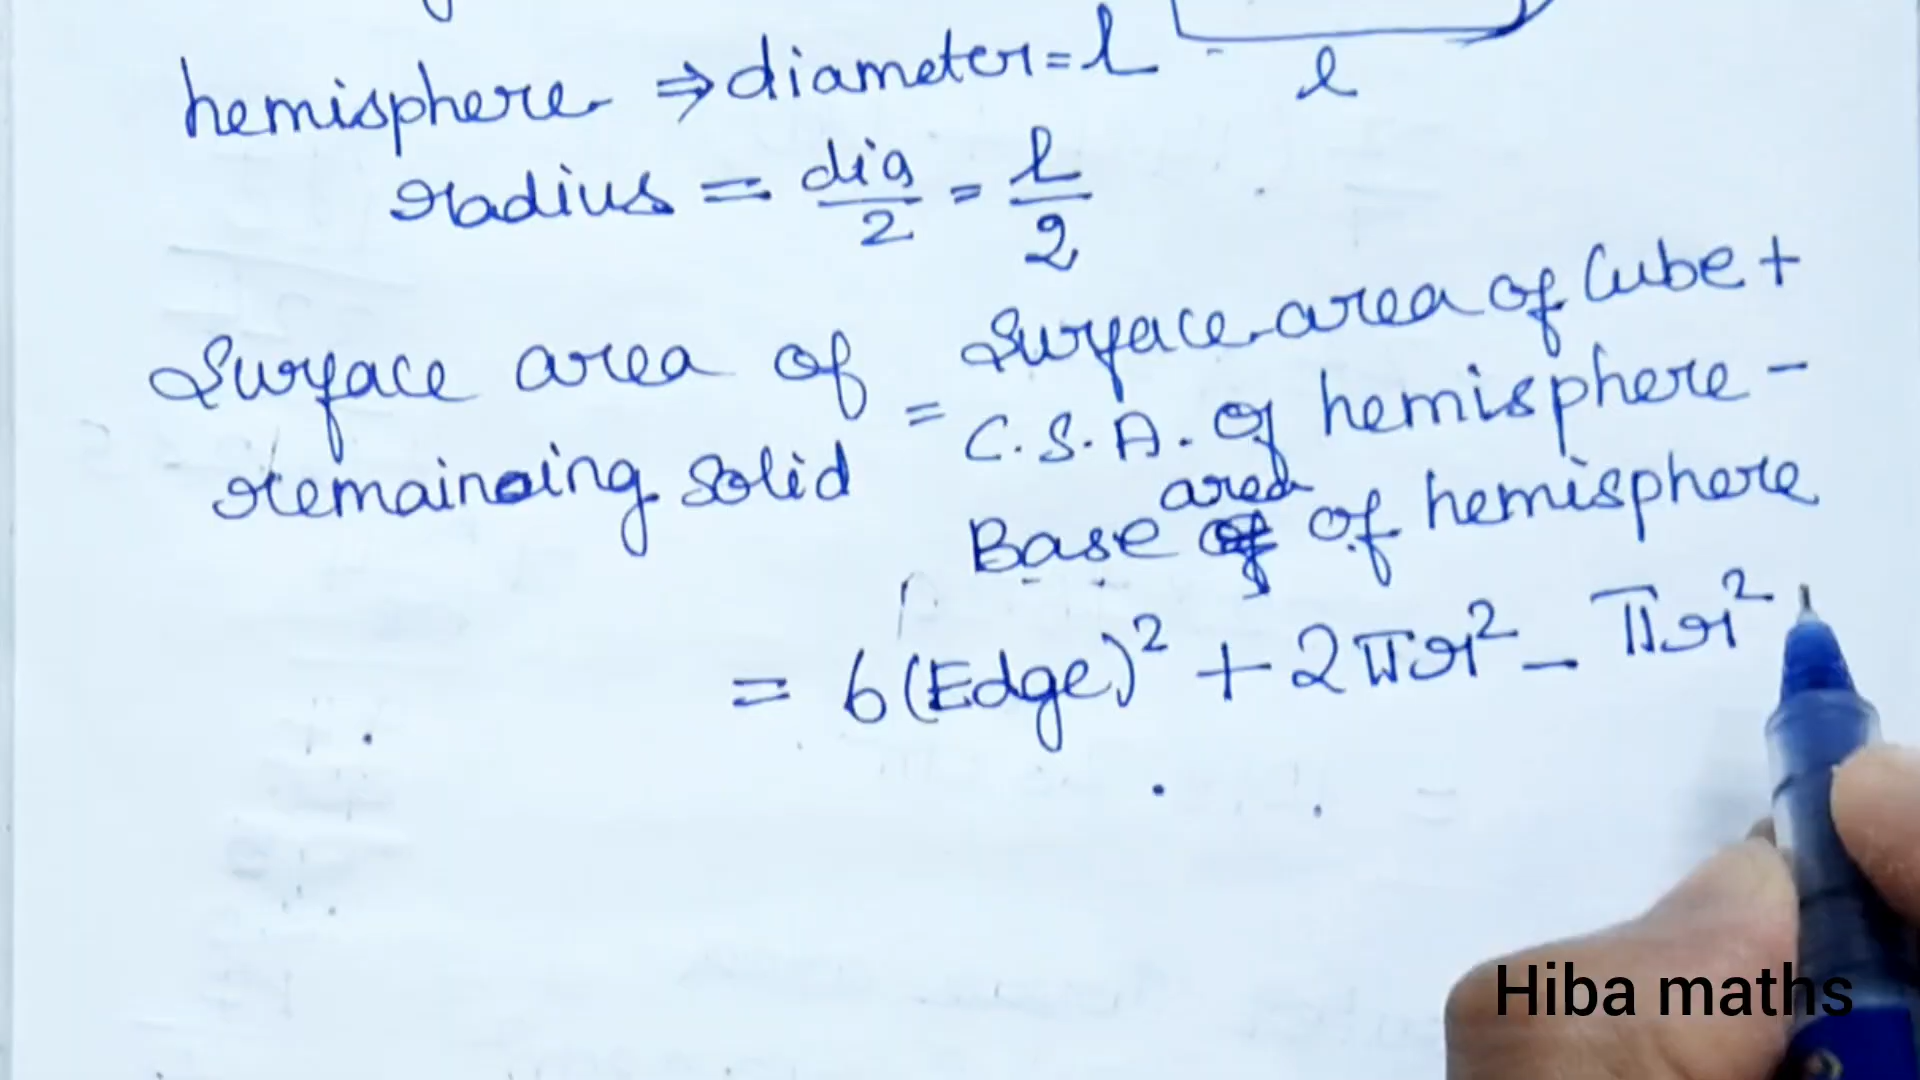 hemisphere ⇒ diameter = l
l
radius = dia/2 = l/2
Surface area of remaining solid = Surface area of Cube +
C.S.A. of hemisphere -
Base area of hemisphere
= 6(Edge)² + 2πr² - πr²
Hiba maths